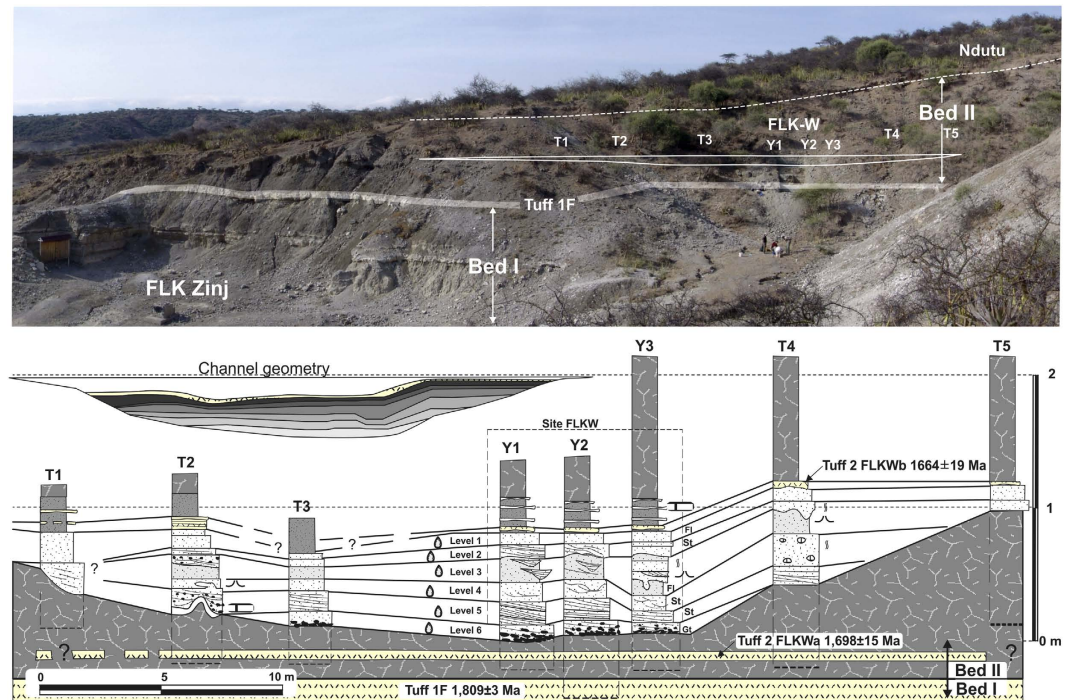 Ndutu
Bed II
FLK-W
T1 T2 T3 Y1 Y2 Y3 T4 T5
Tuff 1F
Bed I
FLK Zinj
Channel geometry
Y3 T4 T5
2
Site FLKW
T1 T2 T3 Y1 Y2
Tuff 2 FLKWb 1664±19 Ma
1
? ? ?
Level 1 Fl
Level 2 St
Level 3
Level 4 Fl
Level 5 St
St
Level 6 Gt
0 m
Tuff 2 FLKWa 1,698±15 Ma
? ?
Bed II
Bed I
0 5 10 m
Tuff 1F 1,809±3 Ma